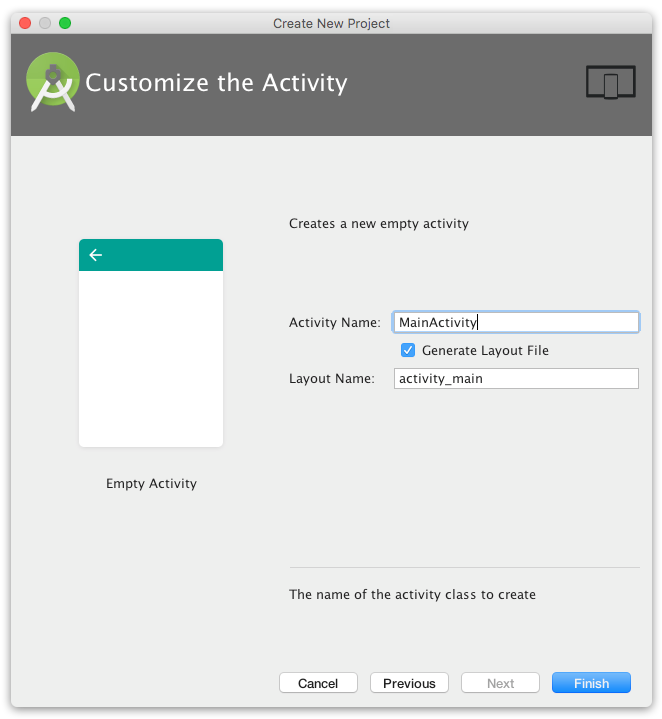 Create New Project
Customize the Activity
Creates a new empty activity
Activity Name: MainActivity
Generate Layout File
Layout Name: activity_main
Empty Activity
The name of the activity class to create
Cancel Previous Next Finish